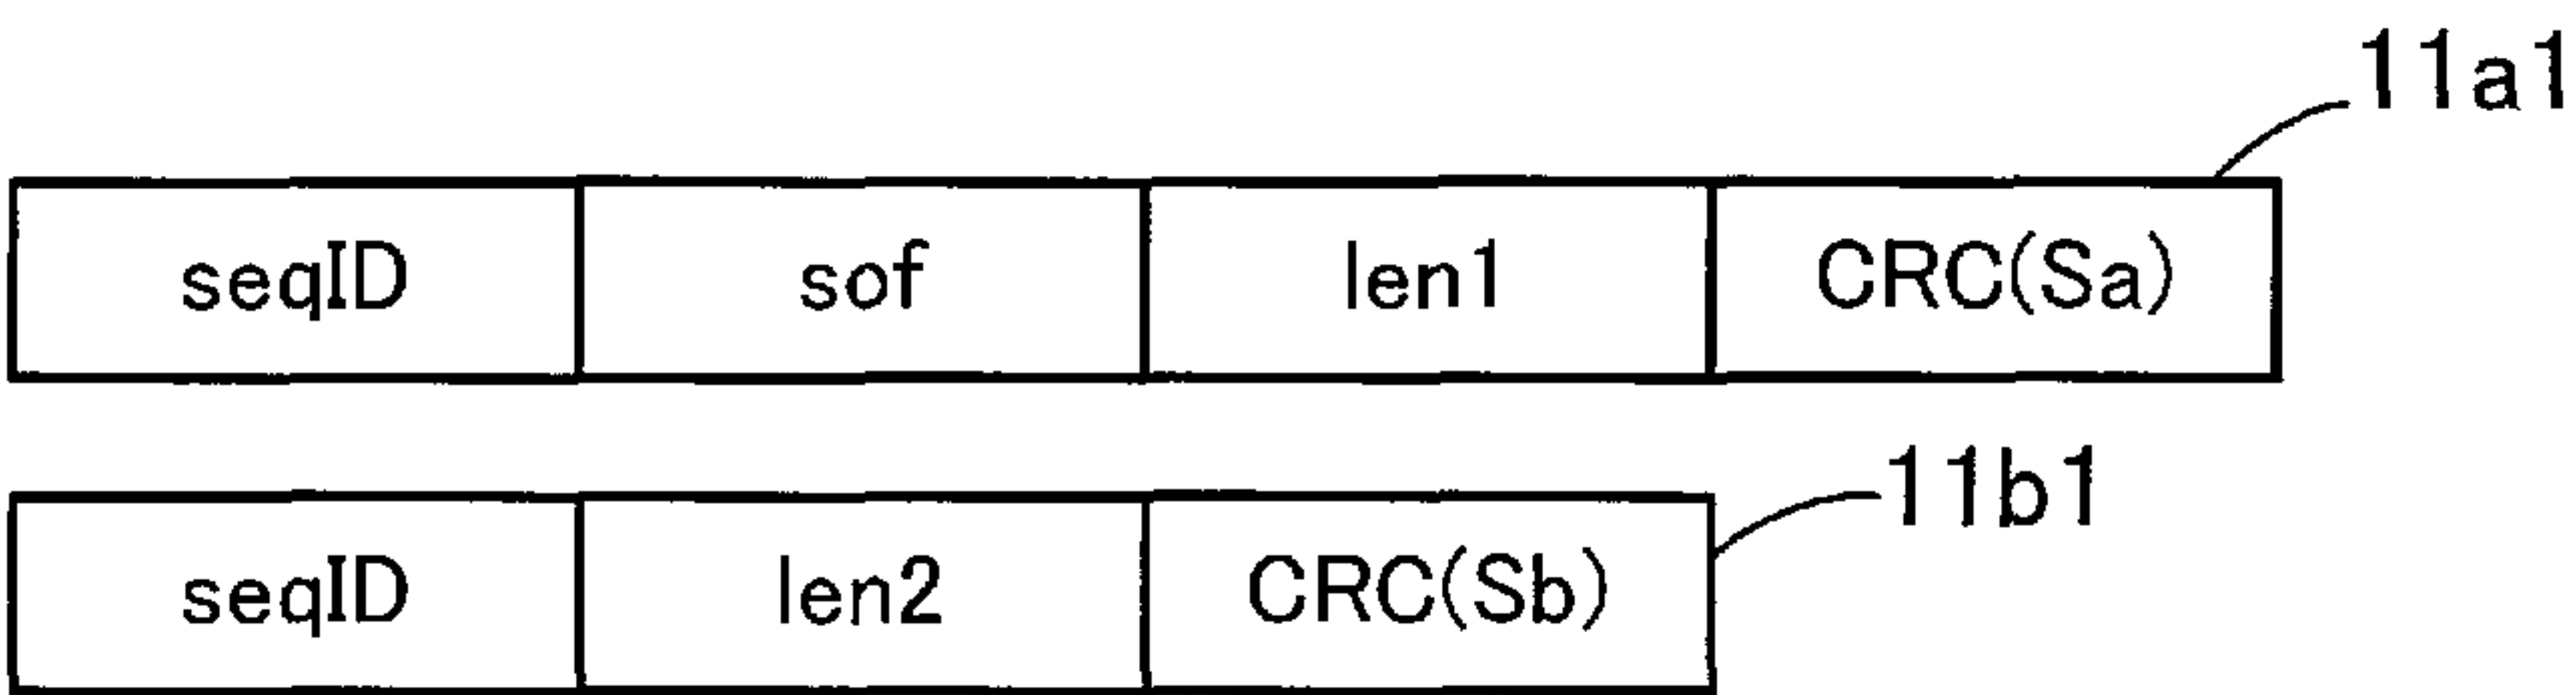 11a1
seqID sof len1 CRC(Sa)
11b1
seqID len2 CRC(Sb)